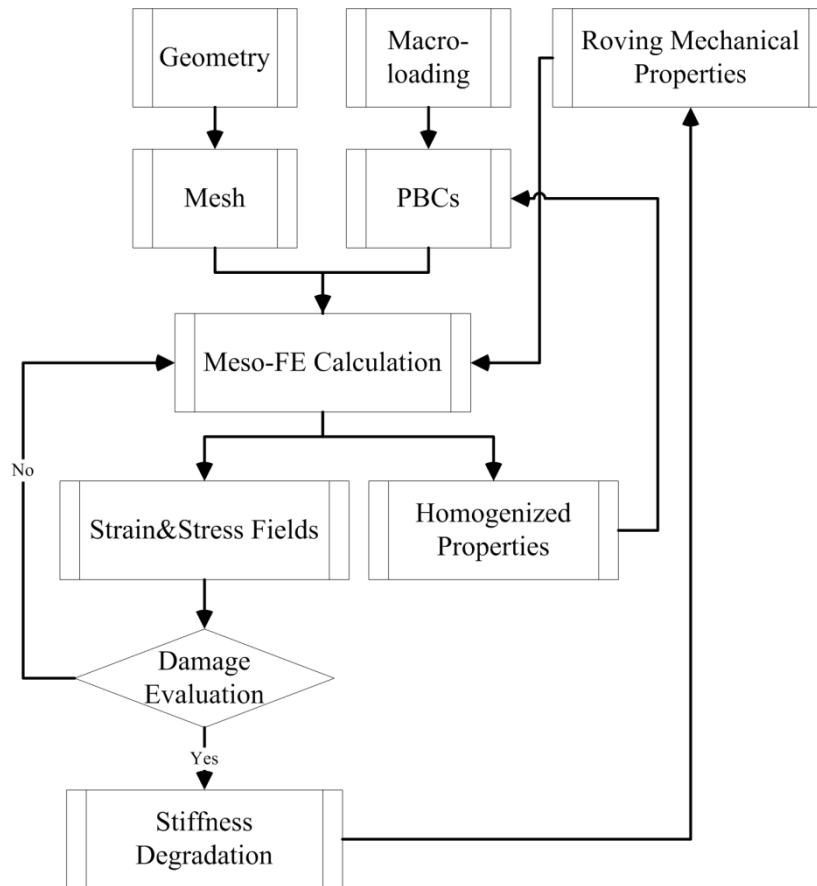 Geometry
Macro-
loading
Roving Mechanical
Properties
Mesh
PBCs
Meso-FE Calculation
No
Strain&Stress Fields
Homogenized
Properties
Damage
Evaluation
Yes
Stiffness
Degradation